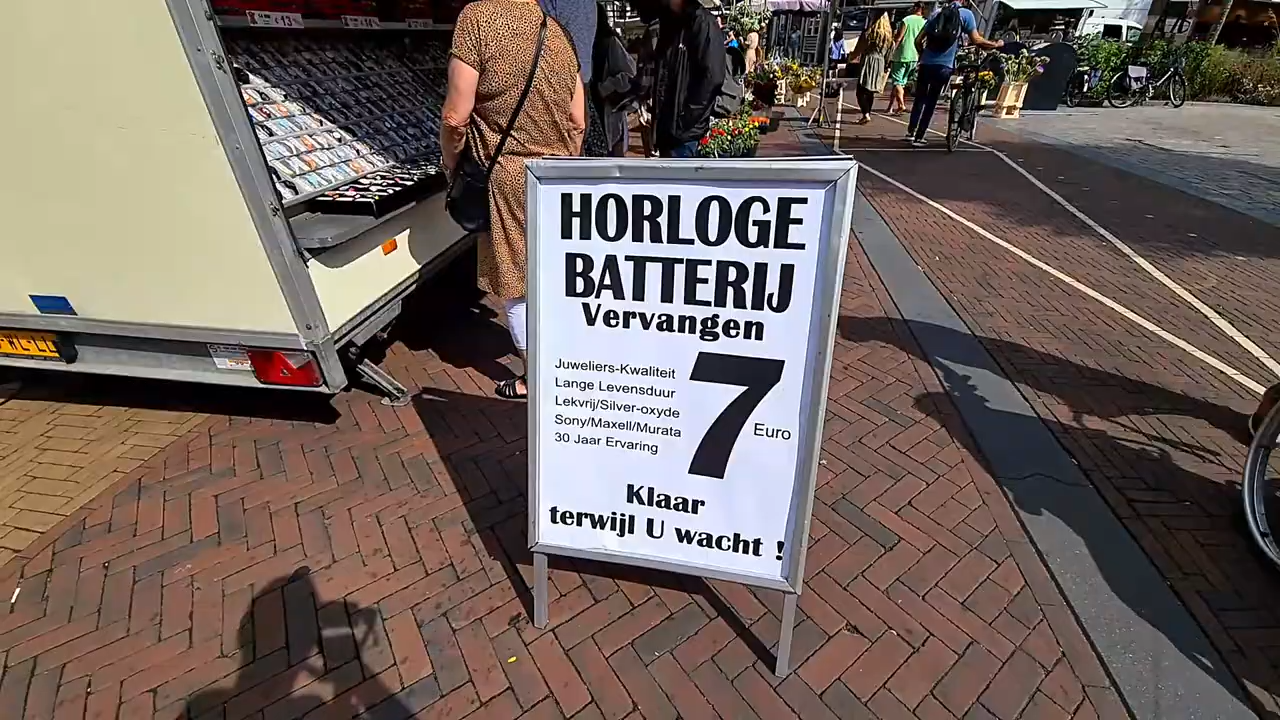 HORLOGE
BATTERIJ
Vervangen
Juweliers-Kwaliteit
Lange Levensduur
Lekvrij/Silver-oxyde
Sony/Maxell/Murata
30 Jaar Ervaring
7
Euro
Klaar
terwijl U wacht !